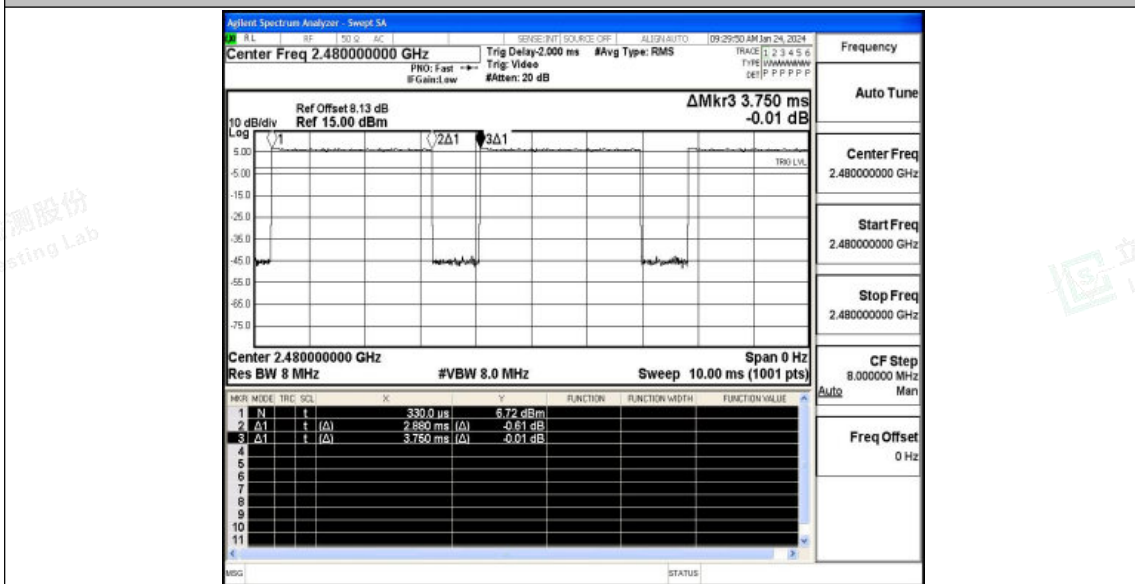 Agilent Spectrum Analyzer - Swept SA
RL RF 50 Ω AC SENSE:INT SOURCE OFF ALIGNAUTO 09:29:50 AM Jan 24, 2024
Center Freq 2.480000000 GHz
PNO: Fast
IFGain:Low
Trig Delay-2.000 ms #Avg Type: RMS
Trig: Video
#Atten: 20 dB
TRACE 1 2 3 4 5 6
TYPE
DET P P P P P P
Frequency
Auto Tune
Center Freq
2.480000000 GHz
Start Freq
2.480000000 GHz
Stop Freq
2.480000000 GHz
CF Step
8.000000 MHz
Auto Man
Freq Offset
0 Hz
ΔMkr3 3.750 ms
-0.01 dB
Ref Offset 8.13 dB
10 dB/div Ref 15.00 dBm
Log
1 2Δ1 3Δ1
TRIG LVL
5.00
-5.00
-15.0
-25.0
-35.0
-45.0
-55.0
-65.0
-75.0
Center 2.480000000 GHz Span 0 Hz
Res BW 8 MHz #VBW 8.0 MHz Sweep 10.00 ms (1001 pts)
MKR MODE TRC SCL X Y FUNCTION FUNCTION WIDTH FUNCTION VALUE
1 N t 330.0 µs 6.72 dBm
2 Δ1 t (Δ) 2.880 ms (Δ) -0.61 dB
3 Δ1 t (Δ) 3.750 ms (Δ) -0.01 dB
4
5
6
7
8
9
10
11
MSG STATUS
测股份
esting Lab
立